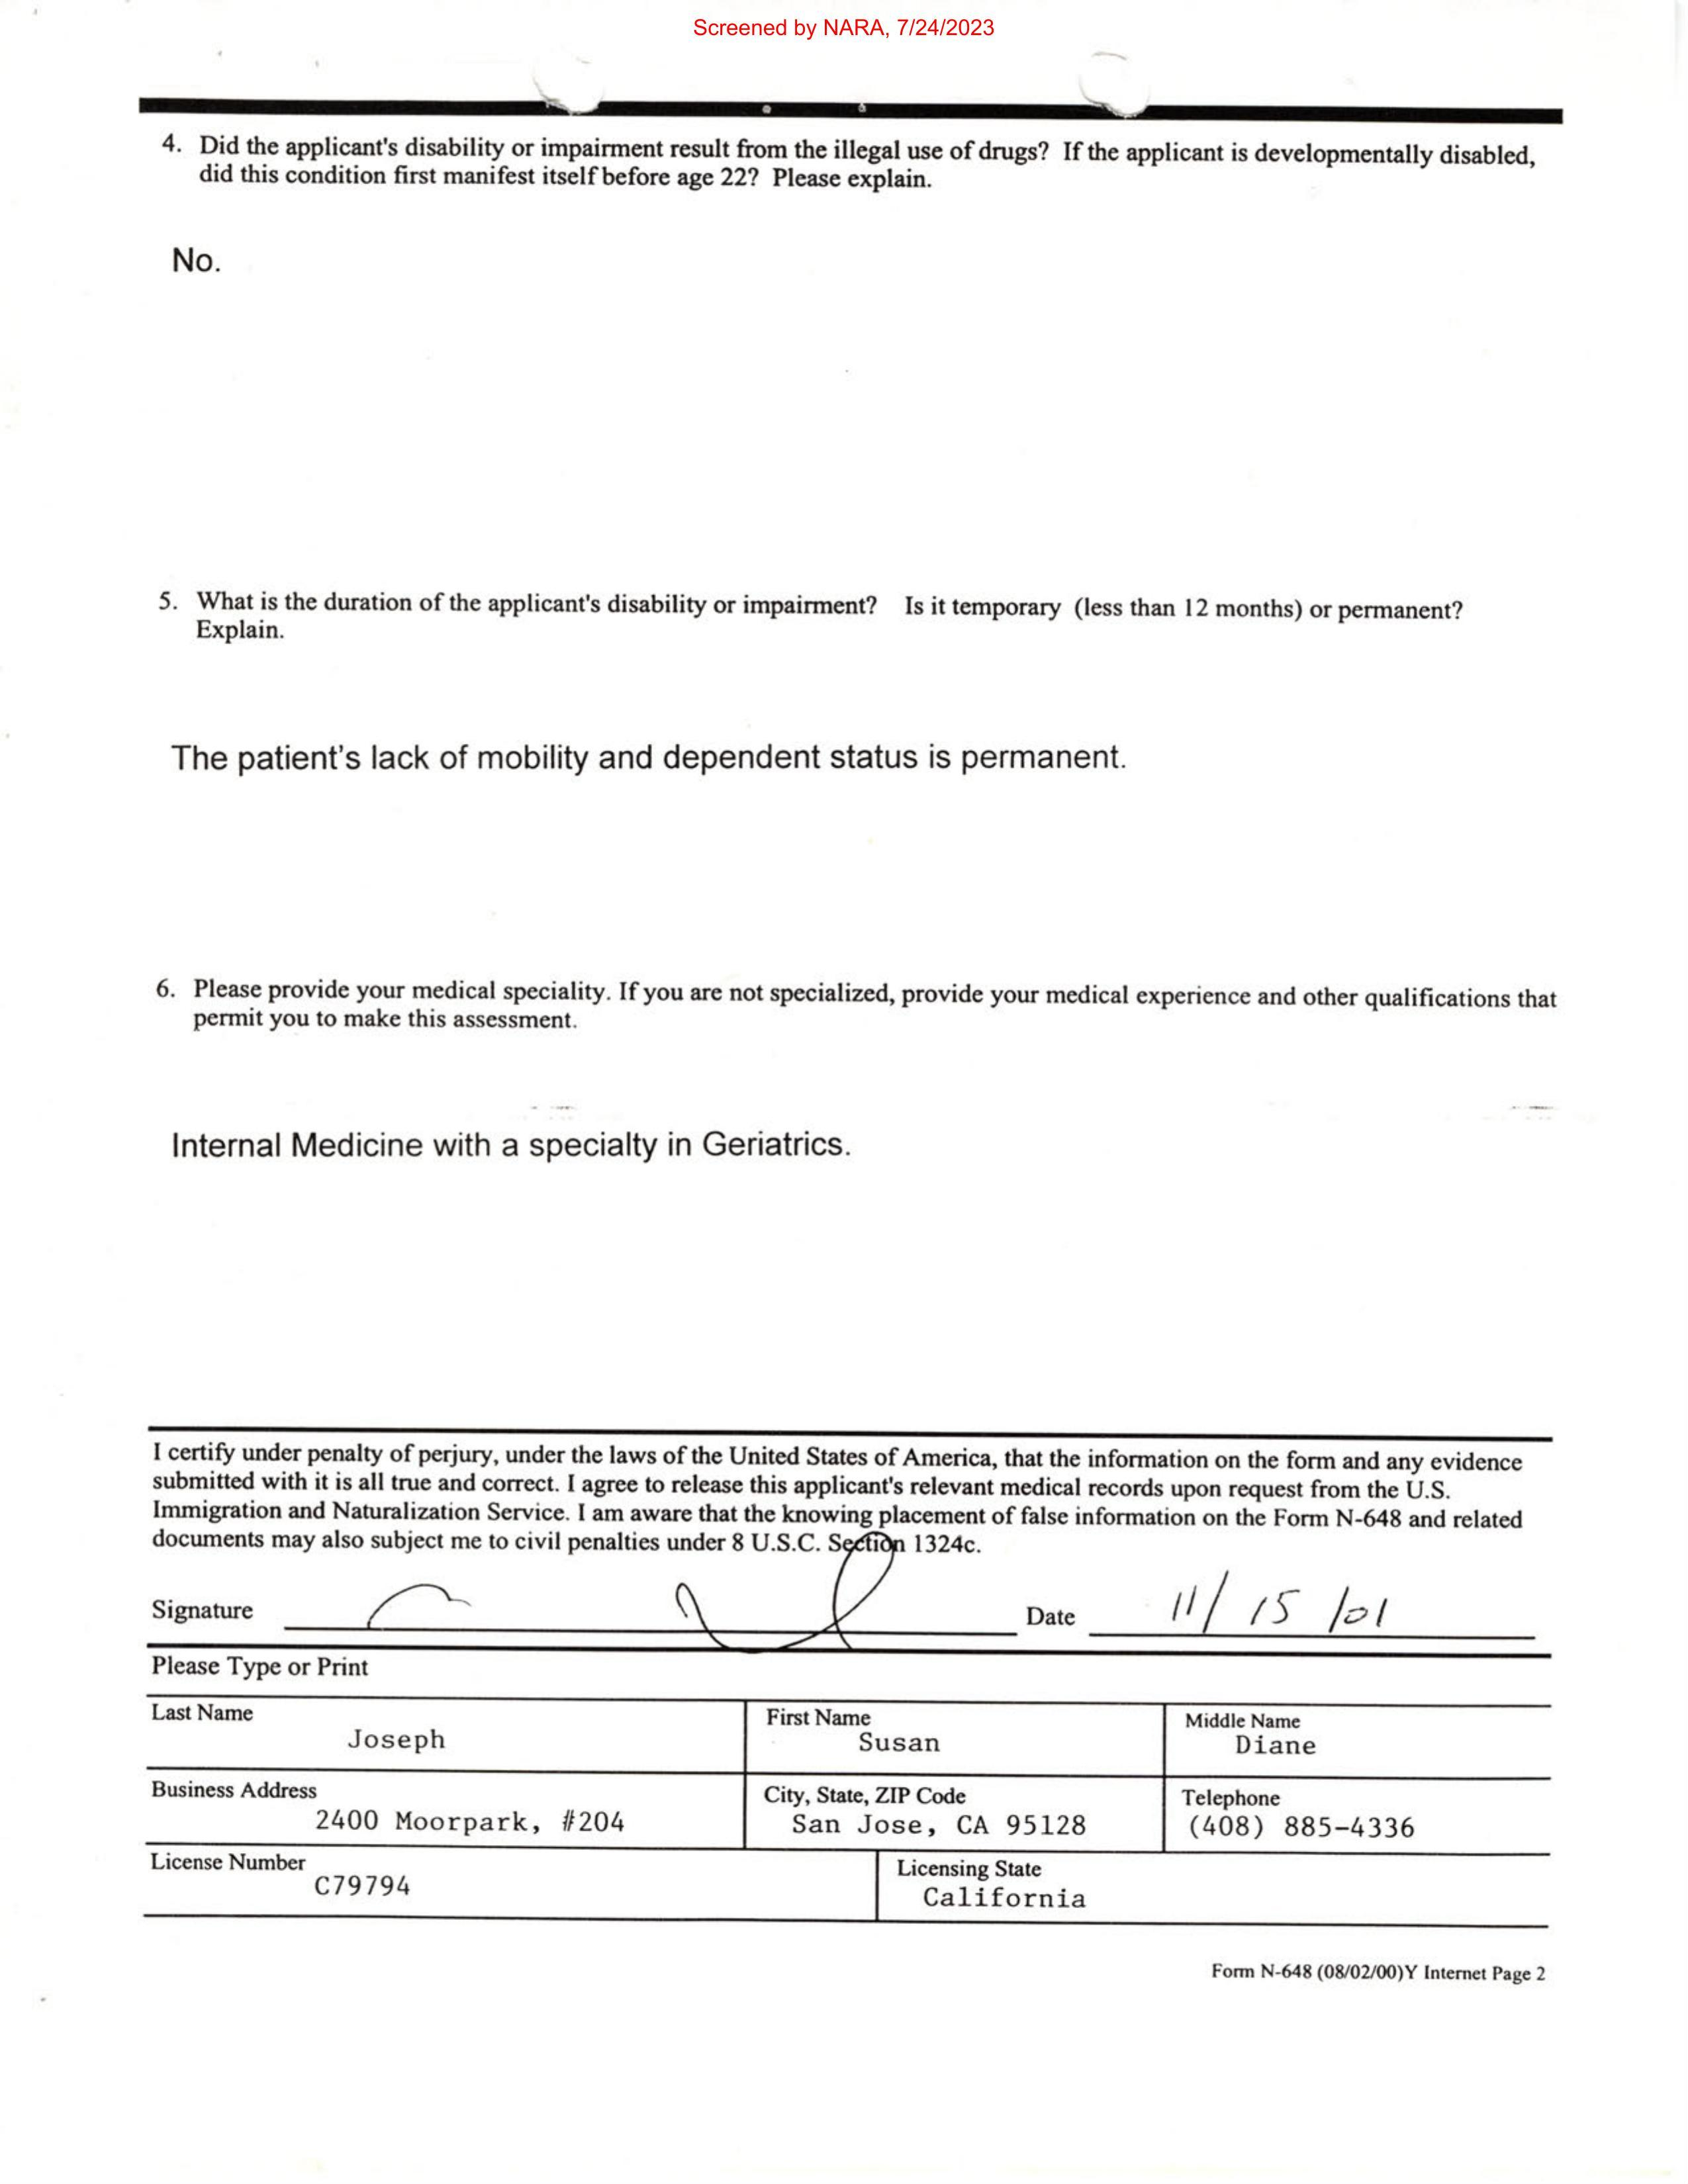 Screened by NARA, 7/24/2023
4. Did the applicant's disability or impairment result from the illegal use of drugs? If the applicant is developmentally disabled,
did this condition first manifest itself before age 22? Please explain.
No.
5. What is the duration of the applicant's disability or impairment? Is it temporary (less than 12 months) or permanent?
Explain.
The patient's lack of mobility and dependent status is permanent.
6. Please provide your medical speciality. If you are not specialized, provide your medical experience and other qualifications that
permit you to make this assessment.
Internal Medicine with a specialty in Geriatrics.
I certify under penalty of perjury, under the laws of the United States of America, that the information on the form and any evidence
submitted with it is all true and correct. I agree to release this applicant's relevant medical records upon request from the U.S.
Immigration and Naturalization Service. I am aware that the knowing placement of false information on the Form N-648 and related
documents may also subject me to civil penalties under 8 U.S.C. Section 1324c.
Signature Date 11/15/01
Please Type or Print
Last Name First Name Middle Name
Joseph Susan Diane
Business Address City, State, ZIP Code Telephone
2400 Moorpark, #204 San Jose, CA 95128 (408) 885-4336
License Number Licensing State
C79794 California
Form N-648 (08/02/00)Y Internet Page 2